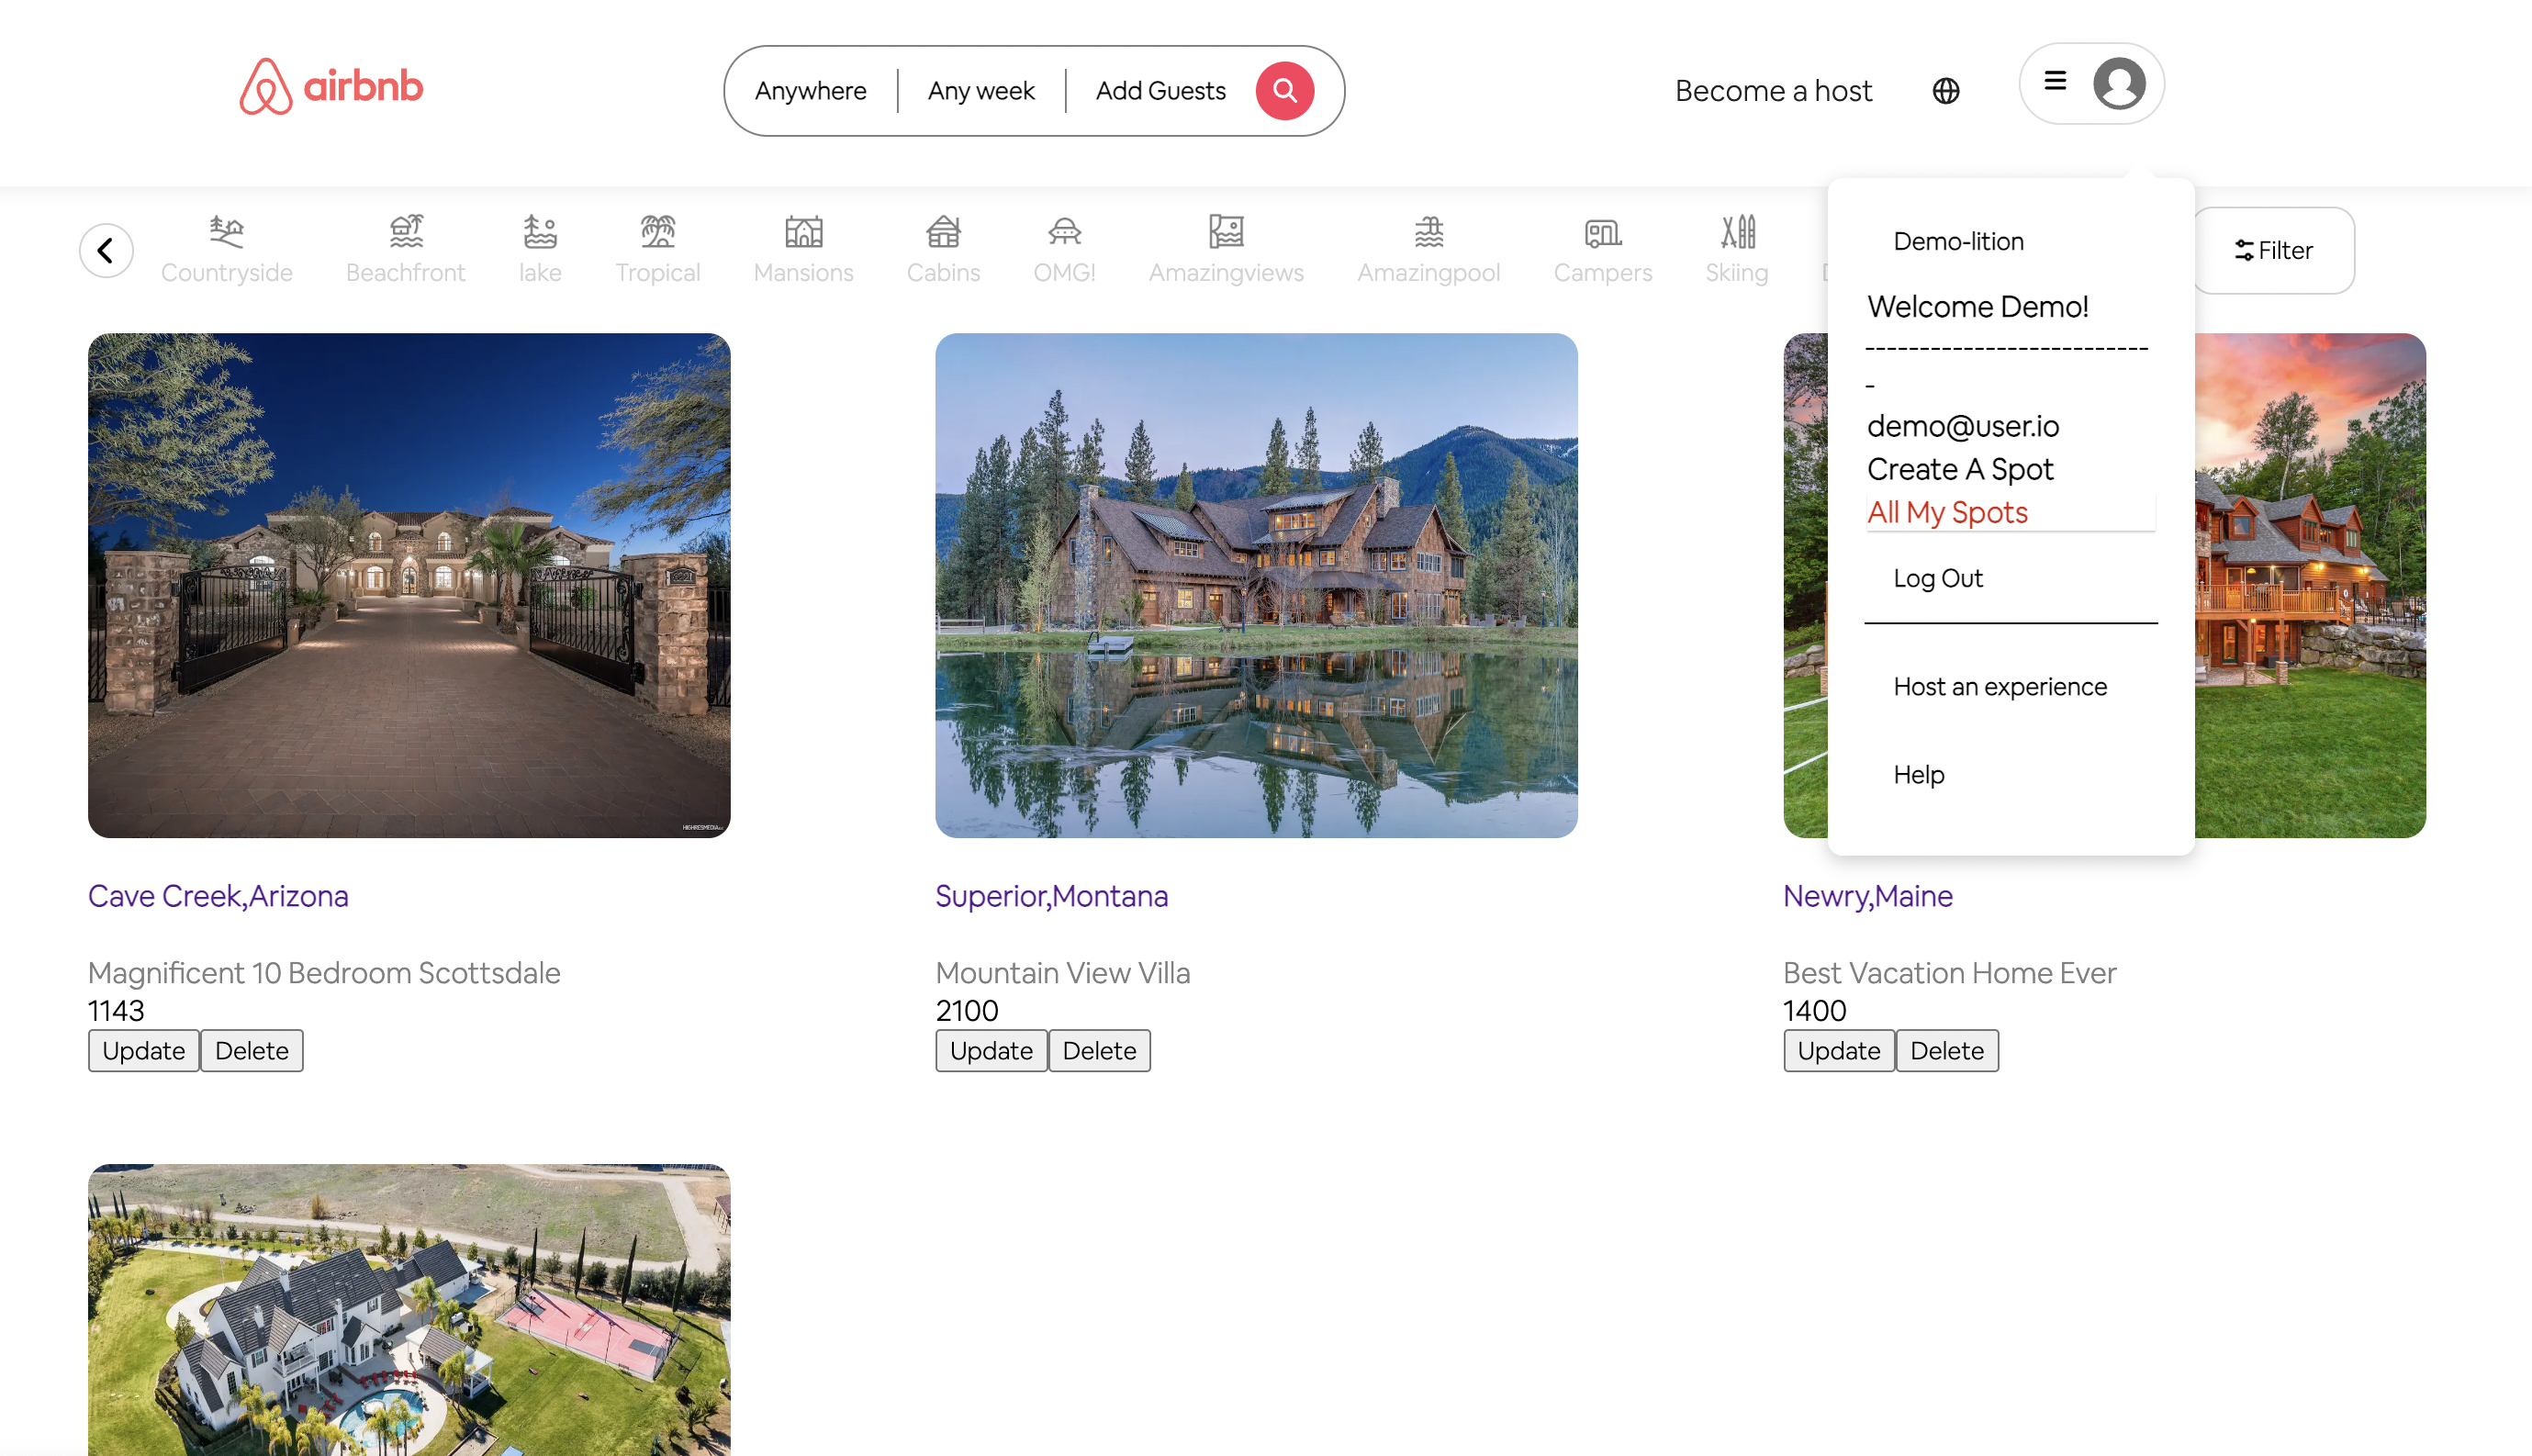 airbnb
Anywhere
Any week
Add Guests
Become a host
Countryside
Beachfront
lake
Tropical
Mansions
Cabins
OMG!
Amazingviews
Amazingpool
Campers
Skiing
Filter
Demo-lition
Welcome Demo!
--------------------------
-
demo@user.io
Create A Spot
All My Spots
Log Out
Host an experience
Help
Cave Creek,Arizona
Magnificent 10 Bedroom Scottsdale
1143
Update Delete
Superior,Montana
Mountain View Villa
2100
Update Delete
Newry,Maine
Best Vacation Home Ever
1400
Update Delete